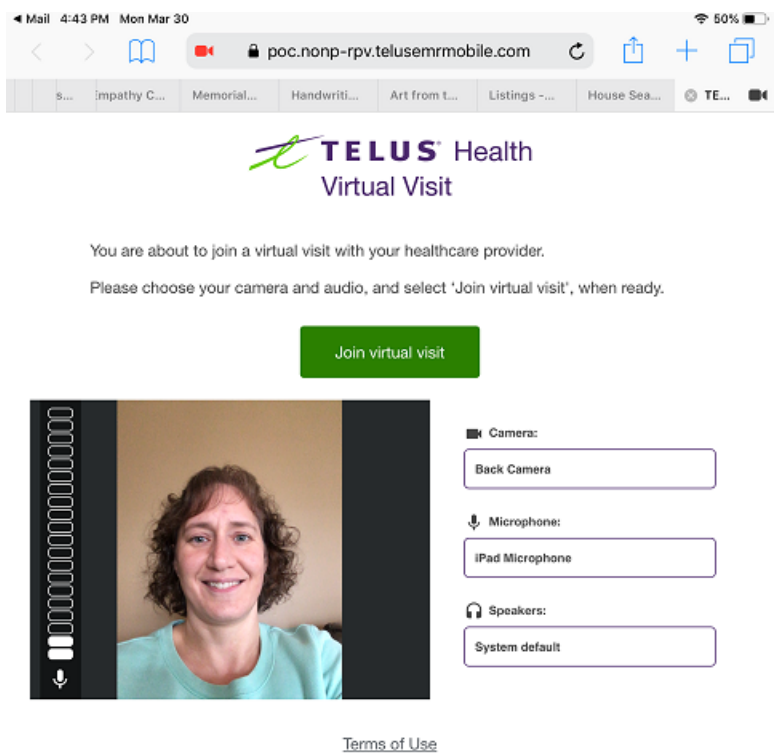 Mail 4:43 PM Mon Mar 30 50%
poc.nonp-rpv.telusemrmobile.com
s... Empathy C... Memorial... Handwriti... Art from t... Listings -... House Sea... TE...
TELUS® Health
Virtual Visit
You are about to join a virtual visit with your healthcare provider.
Please choose your camera and audio, and select 'Join virtual visit', when ready.
Join virtual visit
Camera:
Back Camera
Microphone:
iPad Microphone
Speakers:
System default
Terms of Use